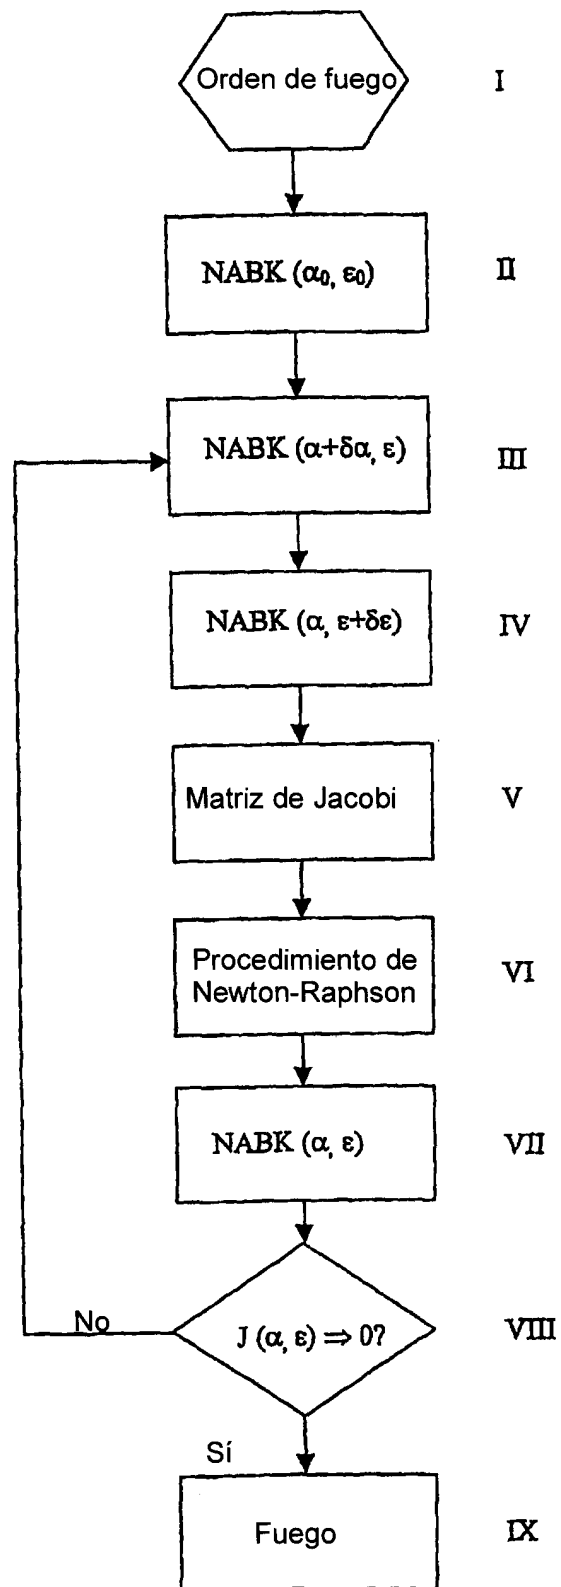 Orden de fuego I
NABK (α₀, ε₀) II
NABK (α+δα, ε) III
NABK (α, ε+δε) IV
Matriz de Jacobi V
Procedimiento de
Newton-Raphson VI
NABK (α, ε) VII
No
J (α, ε) ⇒ 0? VIII
Sí
Fuego IX